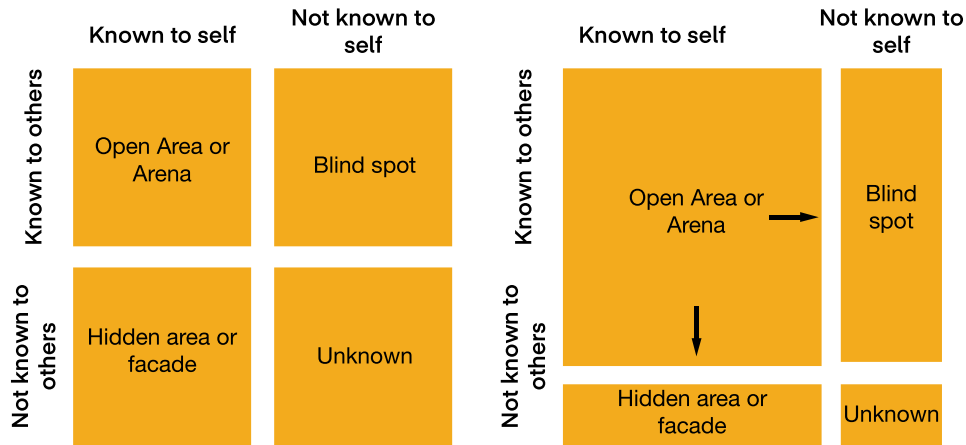 Known to self
Not known to
self
Known to others
Open Area or
Arena
Blind spot
Not known to
others
Hidden area or
facade
Unknown
Known to self
Not known to
self
Known to others
Open Area or
Arena
Blind
spot
Not known to
others
Hidden area or
facade
Unknown